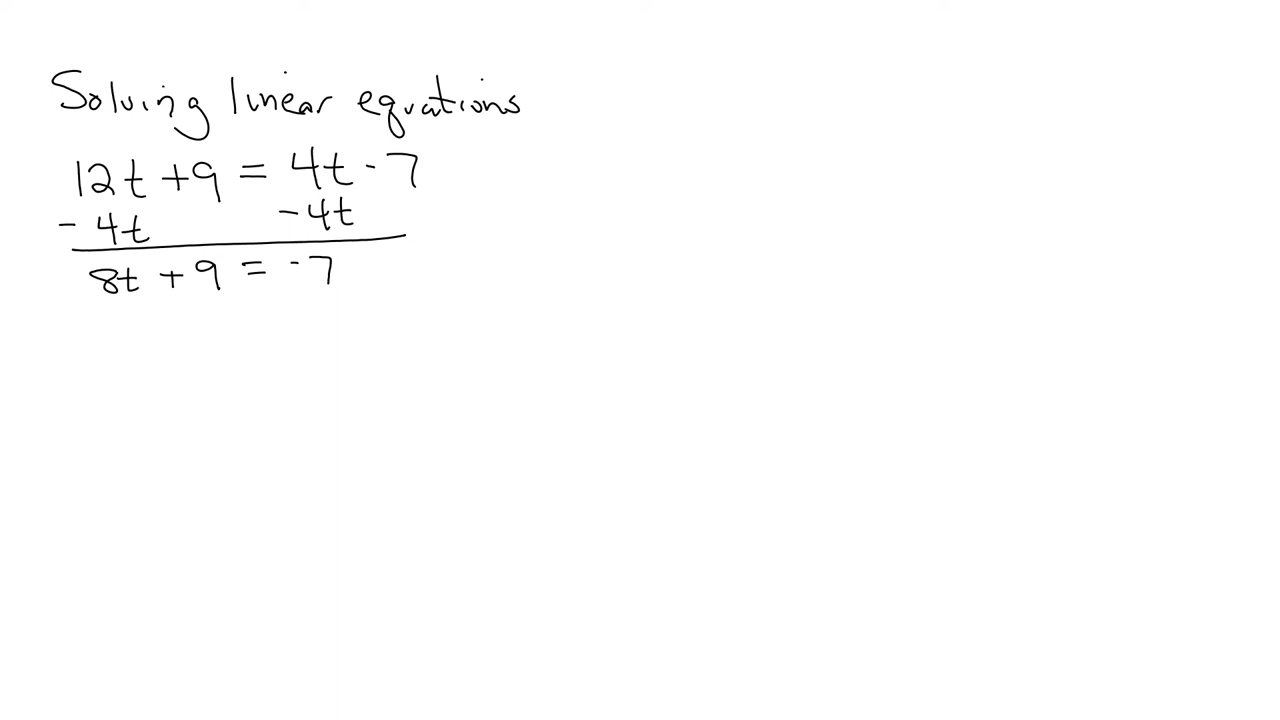 Solving linear equations
12t + 9 = 4t - 7
- 4t - 4t
8t + 9 = -7